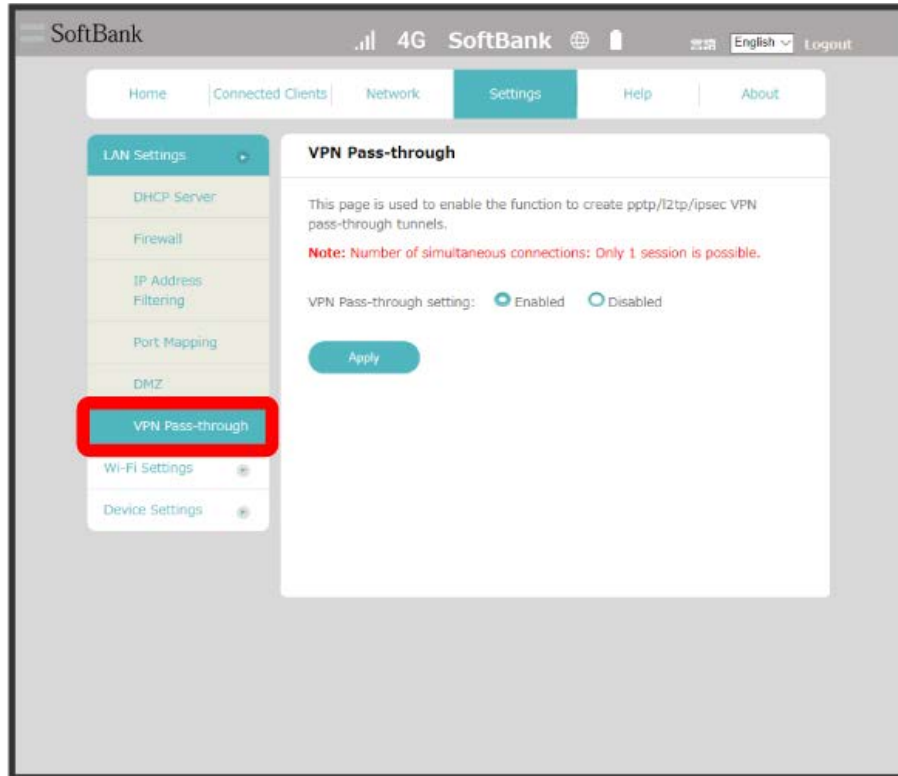 SoftBank
4G SoftBank
言語 English Logout
Home Connected Clients Network Settings Help About
LAN Settings
DHCP Server
Firewall
IP Address
Filtering
Port Mapping
DMZ
VPN Pass-through
Wi-Fi Settings
Device Settings
VPN Pass-through
This page is used to enable the function to create pptp/l2tp/ipsec VPN
pass-through tunnels.
Note: Number of simultaneous connections: Only 1 session is possible.
VPN Pass-through setting: Enabled Disabled
Apply